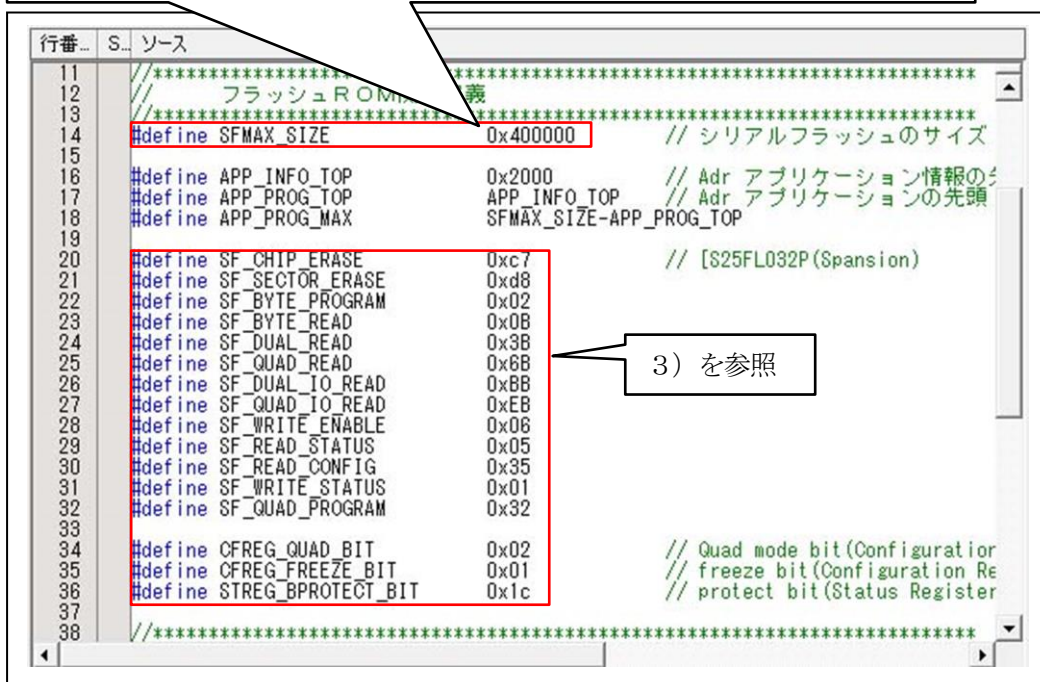 行番... S... ソース
11 //**************************************************************************
12 // フラッシュROM 義
13 //**************************************************************************
14 #define SFMAX_SIZE 0x400000 // シリアルフラッシュのサイズ
15
16 #define APP_INFO_TOP 0x2000 // Adr アプリケーション情報の
17 #define APP_PROG_TOP APP_INFO_TOP // Adr アプリケーションの先頭
18 #define APP_PROG_MAX SFMAX_SIZE-APP_PROG_TOP
19
20 #define SF_CHIP_ERASE 0xc7 // [S25FL032P(Spansion)
21 #define SF_SECTOR_ERASE 0xd8
22 #define SF_BYTE_PROGRAM 0x02
23 #define SF_BYTE_READ 0x0B
24 #define SF_DUAL_READ 0x3B
25 #define SF_QUAD_READ 0x6B
26 #define SF_DUAL_IO_READ 0xBB
27 #define SF_QUAD_IO_READ 0xEB
28 #define SF_WRITE_ENABLE 0x06
29 #define SF_READ_STATUS 0x05
30 #define SF_READ_CONFIG 0x35
31 #define SF_WRITE_STATUS 0x01
32 #define SF_QUAD_PROGRAM 0x32
33
34 #define CFREG_QUAD_BIT 0x02 // Quad mode bit(Configuration
35 #define CFREG_FREEZE_BIT 0x01 // freeze bit(Configuration Re
36 #define STREG_BPROTECT_BIT 0x1c // protect bit(Status Register
37
38 //**************************************************************************
3）を参照